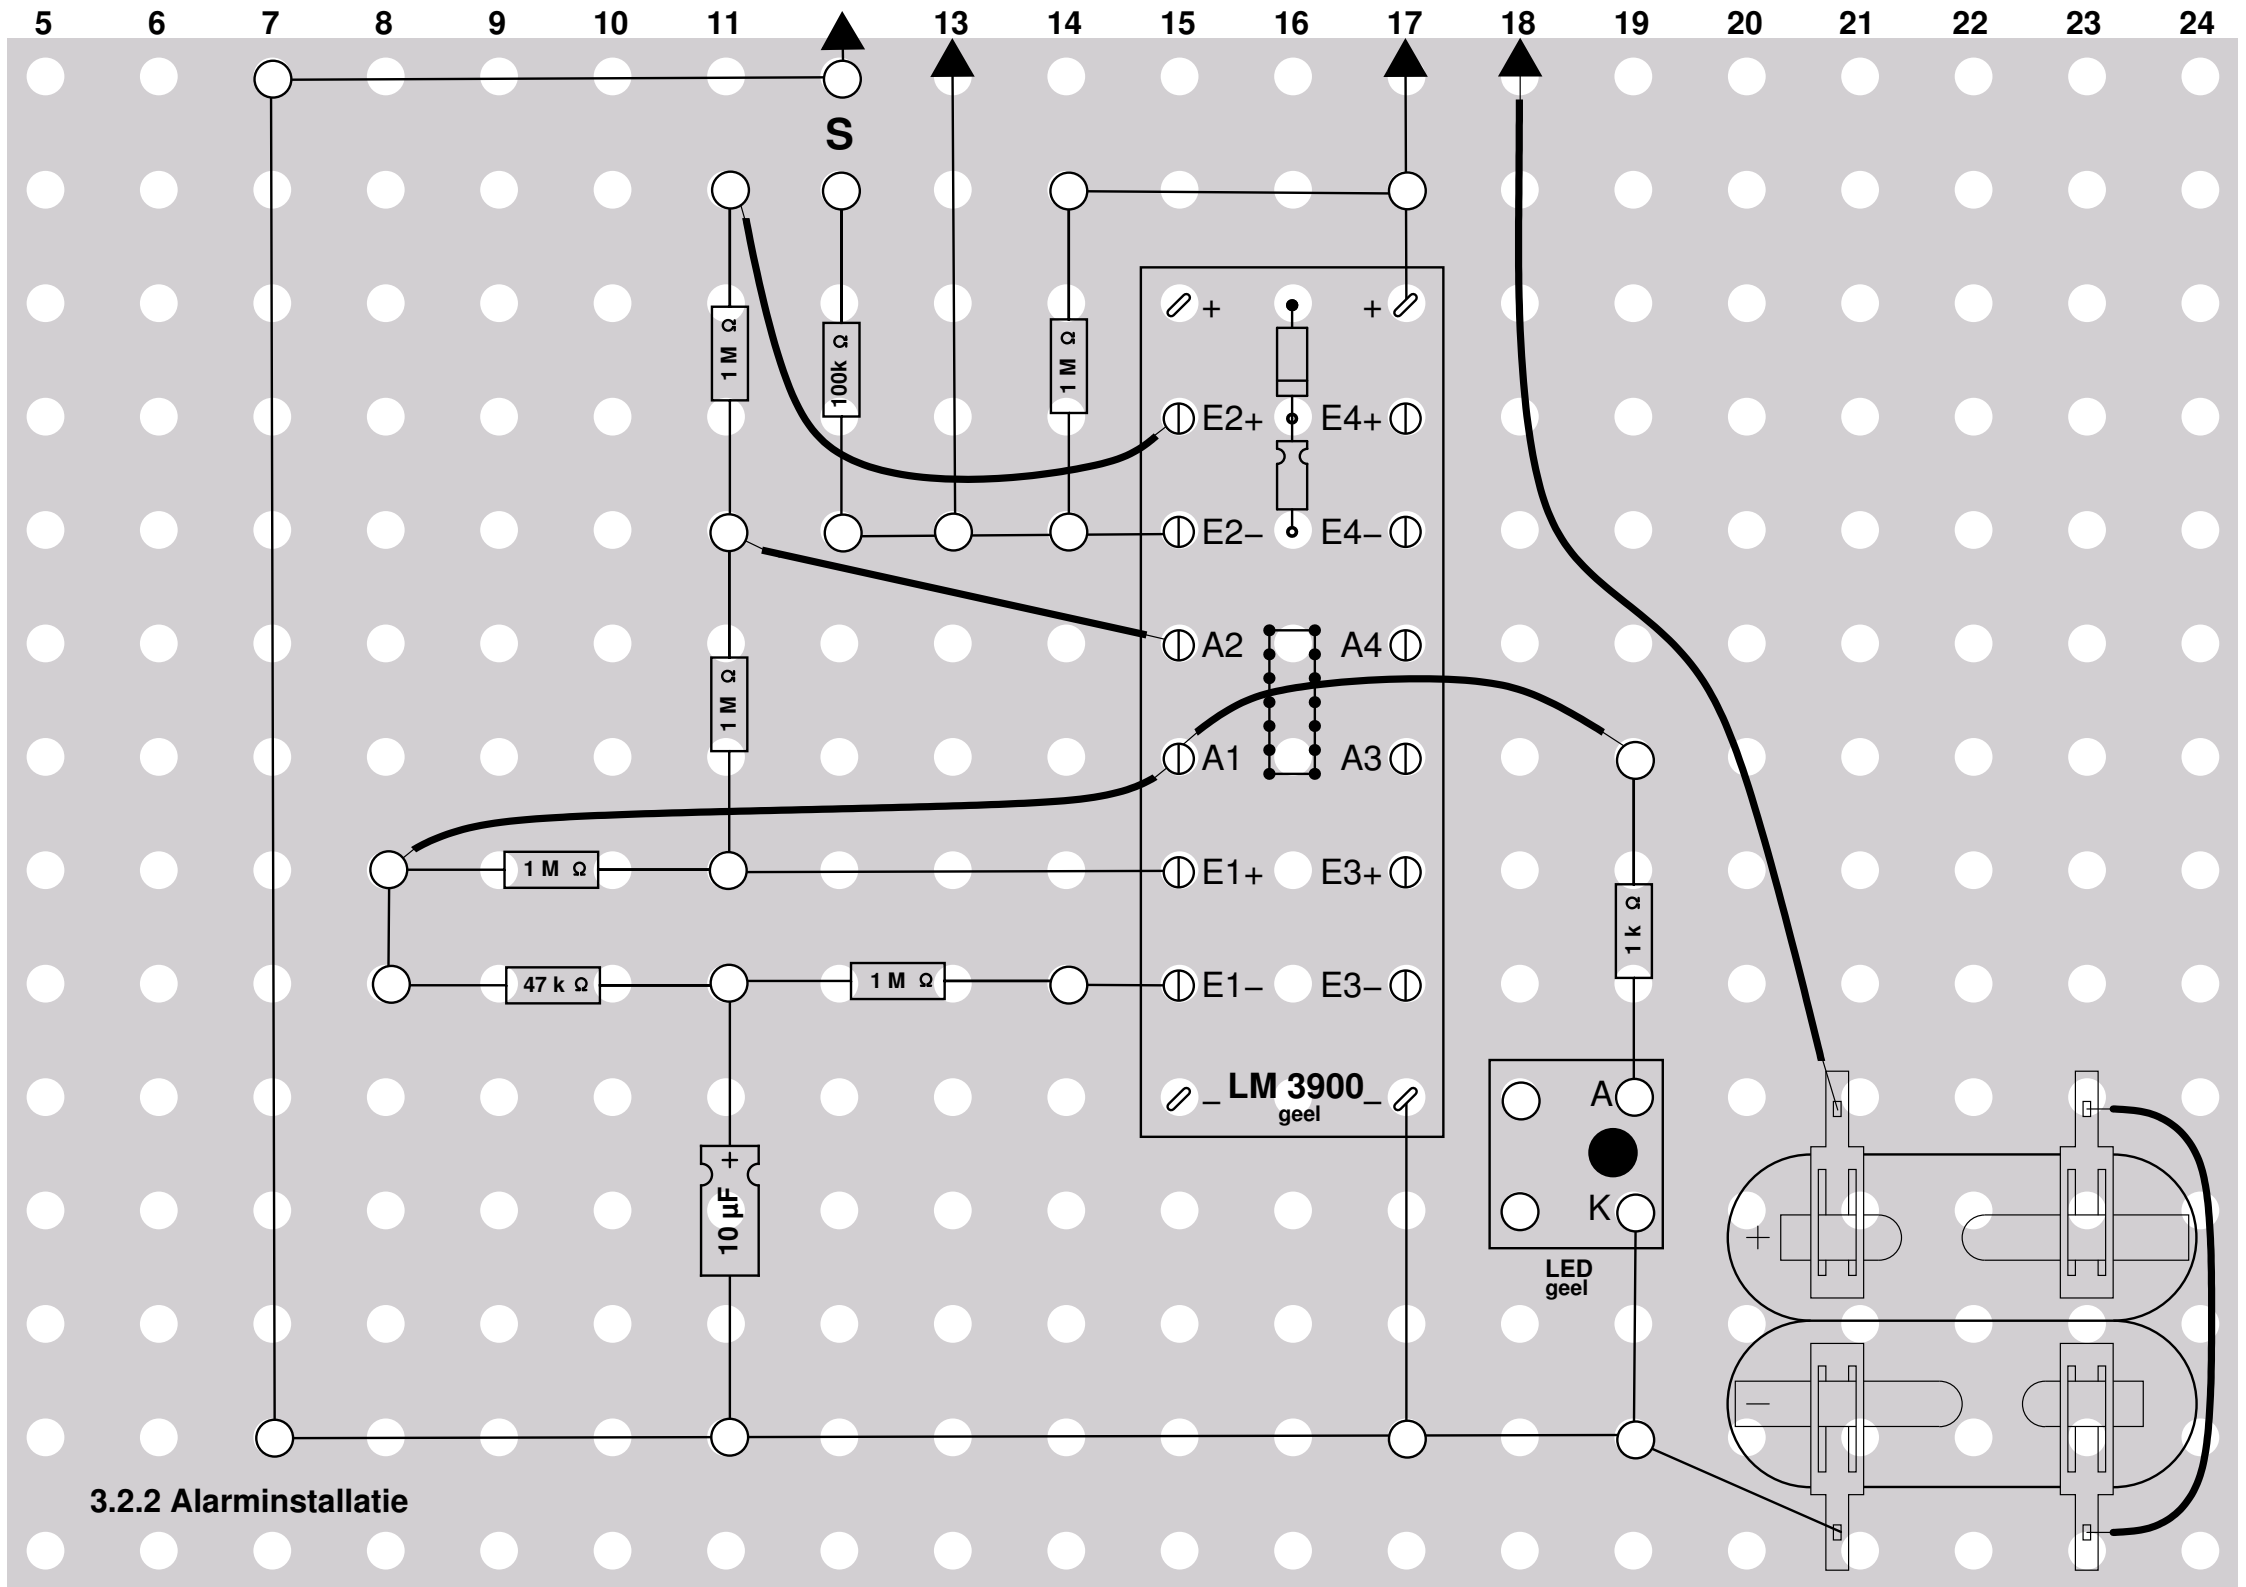 5 6 7 8 9 10 11 13 14 15 16 17 18 19 20 21 22 23 24
S
1 M Ω
100k Ω
1 M Ω
+ +
E2+ E4+
E2– E4–
A2 A4
1 M Ω
A1 A3
1 M Ω
E1+ E3+
1 k Ω
47 k Ω
1 M Ω
E1– E3–
– LM 3900 –
geel
A
+
10 µF
K
+
LED
geel
–
3.2.2 Alarminstallatie